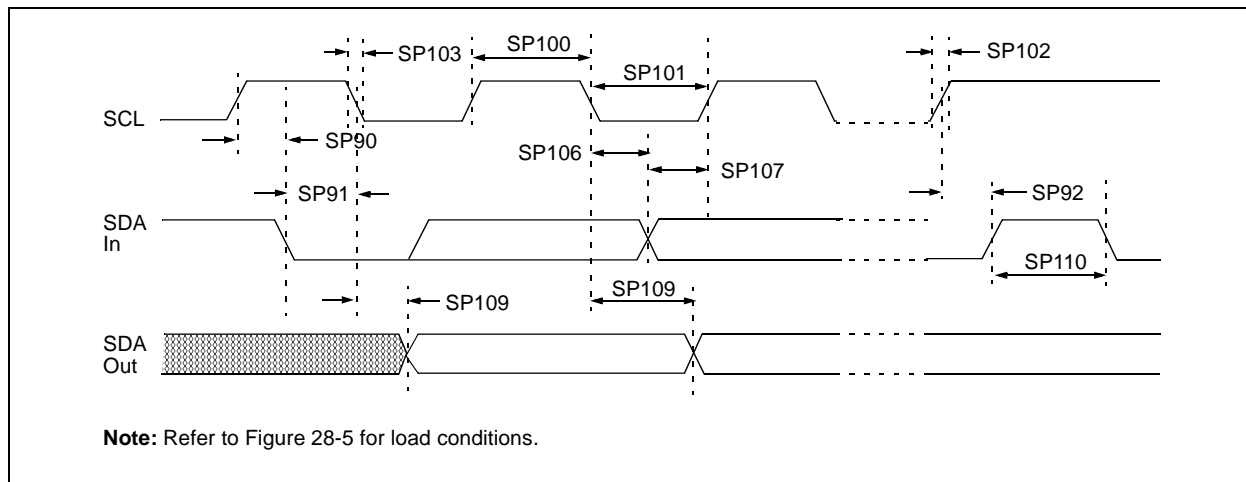 SP103
SP100
SP102
SP101
SCL
SP90
SP106
SP107
SP91
SP92
SDA
In
SP110
SP109
SP109
SDA
Out
Note: Refer to Figure 28-5 for load conditions.